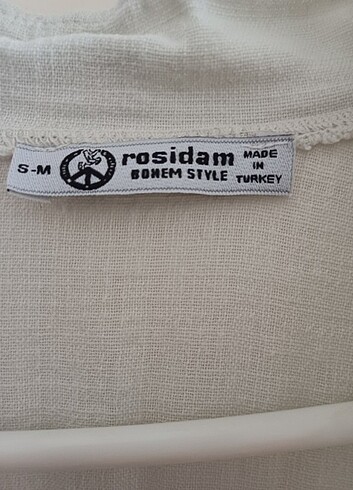 S-M
rosidam
BOHEM STYLE
MADE
IN
TURKEY